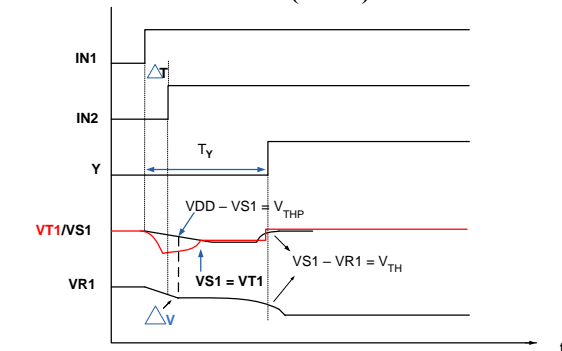 IN1
△T
IN2
T_Y
Y
VDD – VS1 = V_THP
VT1/VS1
VS1 – VR1 = V_TH
VS1 = VT1
VR1
△V
t